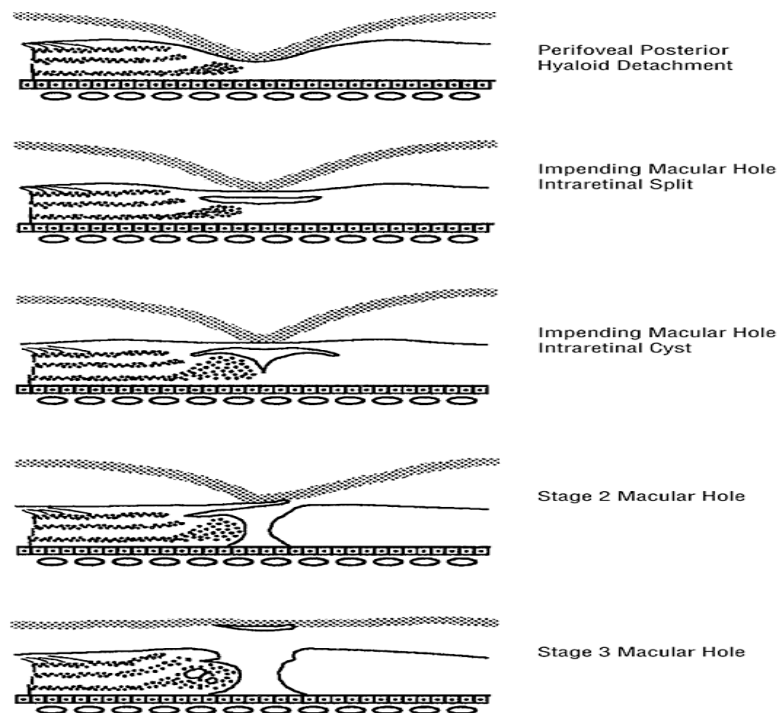 Perifoveal Posterior
Hyaloid Detachment
Impending Macular Hole
Intraretinal Split
Impending Macular Hole
Intraretinal Cyst
Stage 2 Macular Hole
Stage 3 Macular Hole